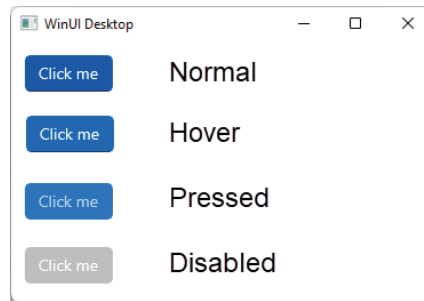 WinUI Desktop
Click me Normal
Click me Hover
Click me Pressed
Click me Disabled